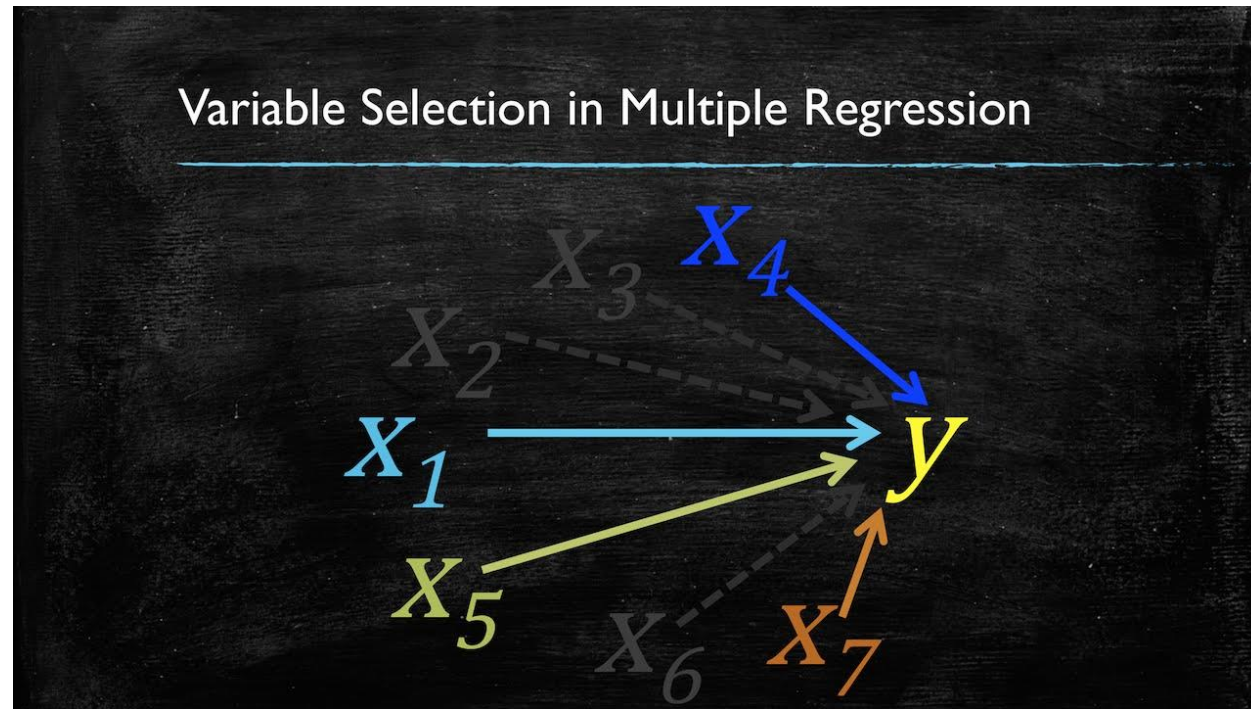 Variable Selection in Multiple Regression
X₃
X₄
X₂
X₁
y
X₅
X₆
X₇